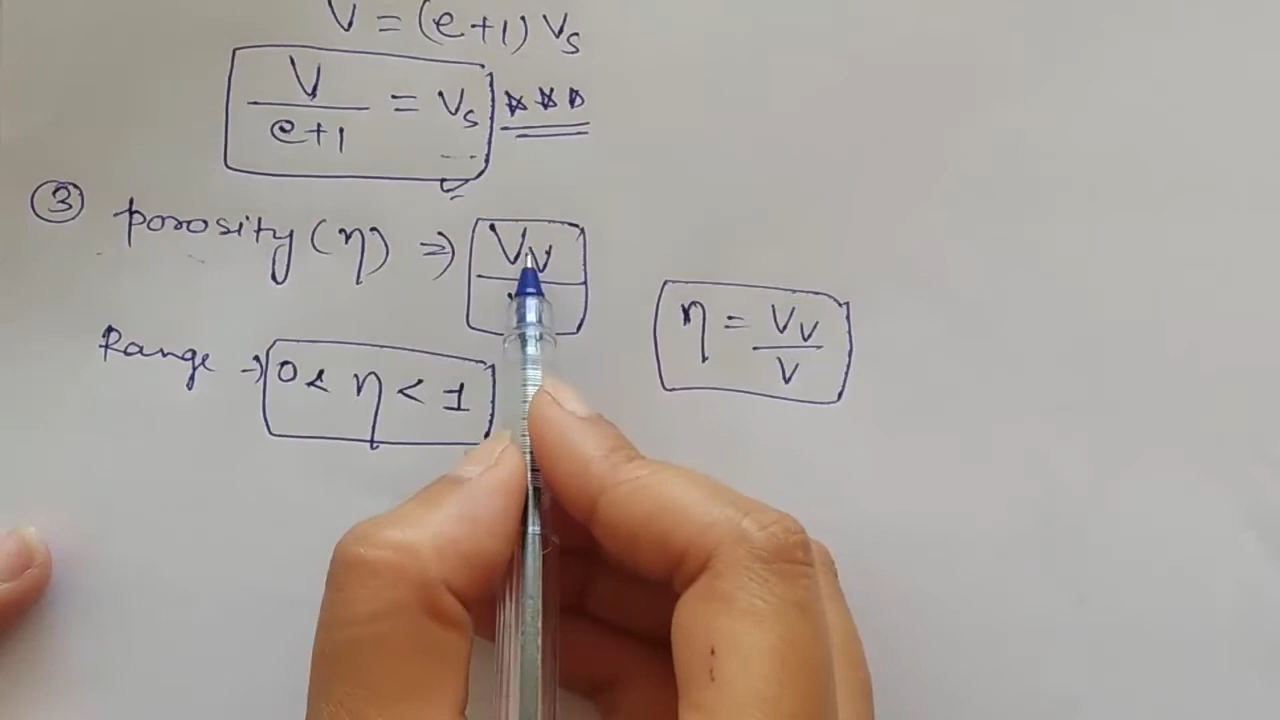 V = (e+1) Vs
V / e+1 = Vs ***
③ porosity (η) ⇒ Vv
η = Vv / V
Range → 0 < η < 1